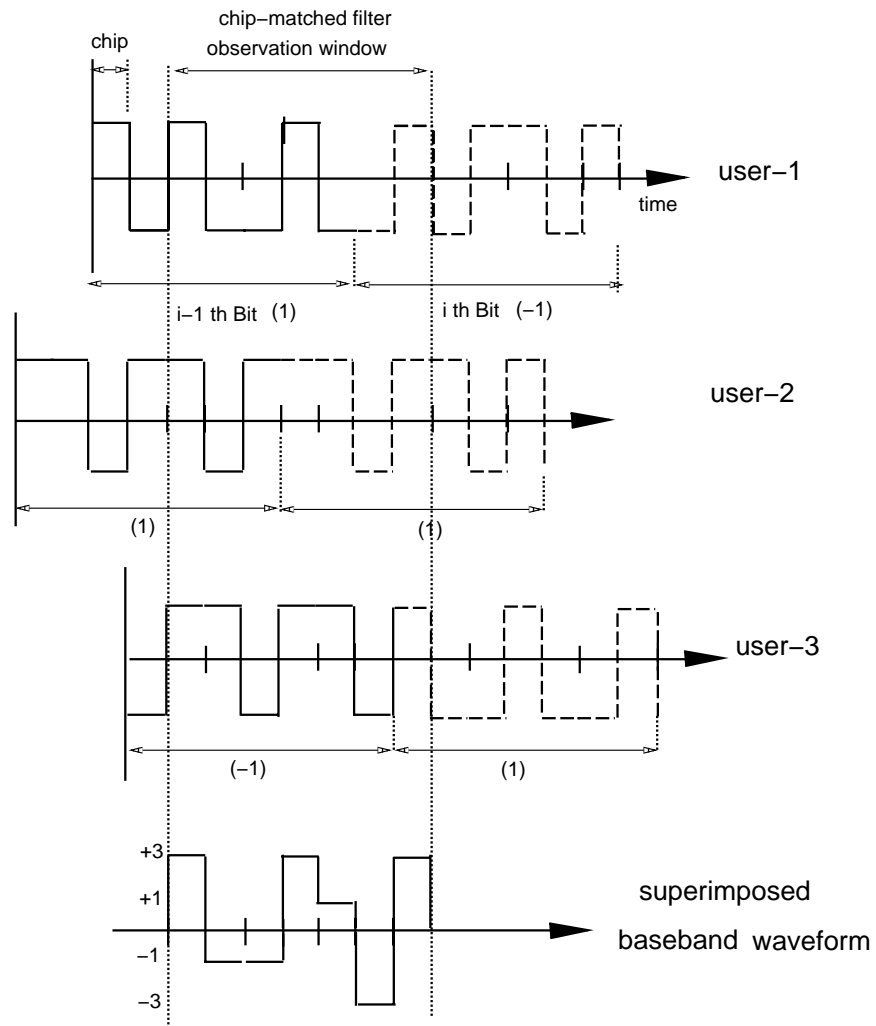 chip−matched filter
observation window
chip
user−1
time
i−1 th Bit (1)
i th Bit (−1)
user−2
(1)
(1)
user−3
(−1)
(1)
+3
+1
−1
−3
superimposed
baseband waveform